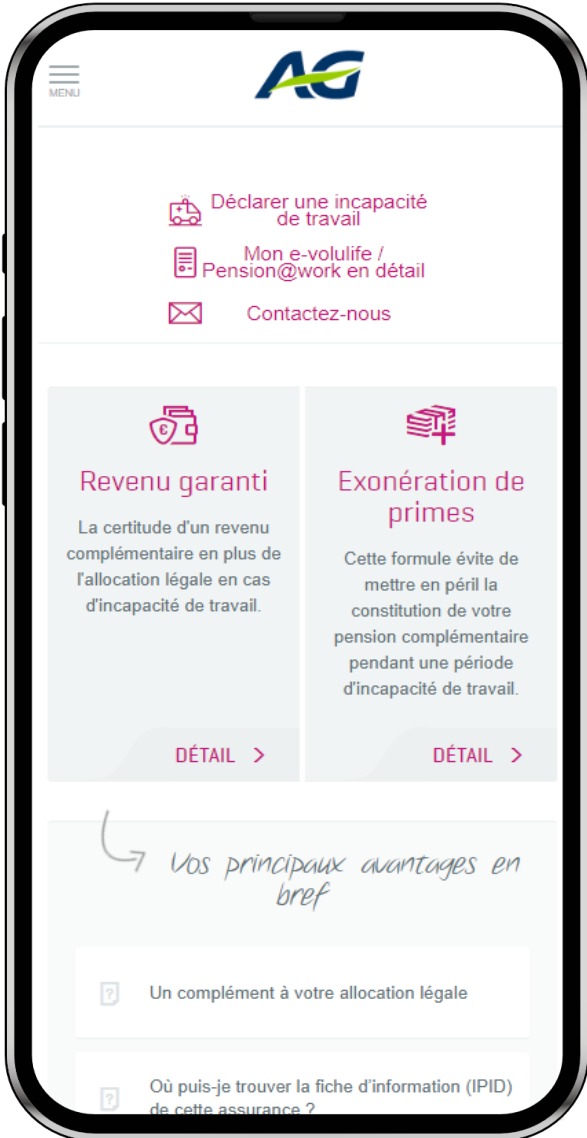 MENU
AG
Déclarer une incapacité
de travail
Mon e-volulife /
Pension@work en détail
Contactez-nous
Revenu garanti
La certitude d'un revenu
complémentaire en plus de
l'allocation légale en cas
d'incapacité de travail.
DÉTAIL >
Exonération de
primes
Cette formule évite de
mettre en péril la
constitution de votre
pension complémentaire
pendant une période
d'incapacité de travail.
DÉTAIL >
Vos principaux avantages en
bref
? Un complément à votre allocation légale
? Où puis-je trouver la fiche d'information (IPID)
de cette assurance ?